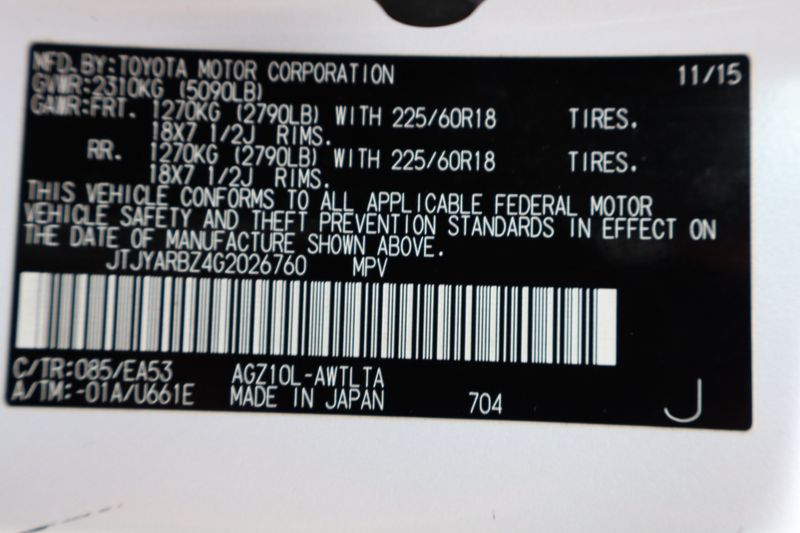 MFD. BY: TOYOTA MOTOR CORPORATION 11/15
GVWR: 2310KG (5090LB)
GAWR: FRT. 1270KG (2790LB) WITH 225/60R18 TIRES.
18X7 1/2J RIMS.
RR. 1270KG (2790LB) WITH 225/60R18 TIRES.
18X7 1/2J RIMS.
THIS VEHICLE CONFORMS TO ALL APPLICABLE FEDERAL MOTOR
VEHICLE SAFETY AND THEFT PREVENTION STANDARDS IN EFFECT ON
THE DATE OF MANUFACTURE SHOWN ABOVE.
JTJYARBZ4G2026760 MPV
C/TR: 085/EA53 AGZ10L-AWTLTA
A/TM: -01A/U661E MADE IN JAPAN 704 J